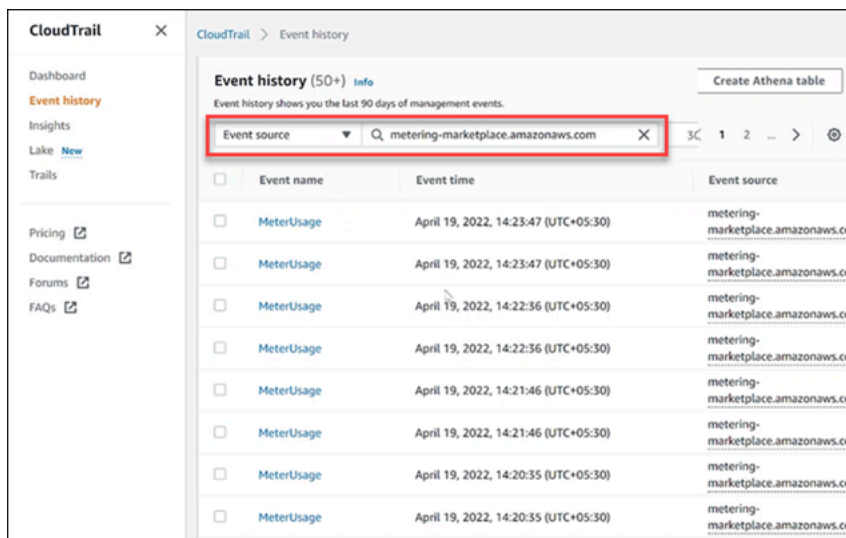 CloudTrail
Dashboard
Event history
Insights
Lake New
Trails
Pricing
Documentation
Forums
FAQs
CloudTrail > Event history
Event history (50+) Info
Create Athena table
Event history shows you the last 90 days of management events.
Event source metering-marketplace.amazonaws.com 1 2 ...
Event name Event time Event source
MeterUsage April 19, 2022, 14:23:47 (UTC+05:30) metering-
marketplace.amazonaws.co
MeterUsage April 19, 2022, 14:23:47 (UTC+05:30) metering-
marketplace.amazonaws.co
MeterUsage April 19, 2022, 14:22:36 (UTC+05:30) metering-
marketplace.amazonaws.co
MeterUsage April 19, 2022, 14:22:36 (UTC+05:30) metering-
marketplace.amazonaws.co
MeterUsage April 19, 2022, 14:21:46 (UTC+05:30) metering-
marketplace.amazonaws.co
MeterUsage April 19, 2022, 14:21:46 (UTC+05:30) metering-
marketplace.amazonaws.co
MeterUsage April 19, 2022, 14:20:35 (UTC+05:30) metering-
marketplace.amazonaws.co
MeterUsage April 19, 2022, 14:20:35 (UTC+05:30) metering-
marketplace.amazonaws.co